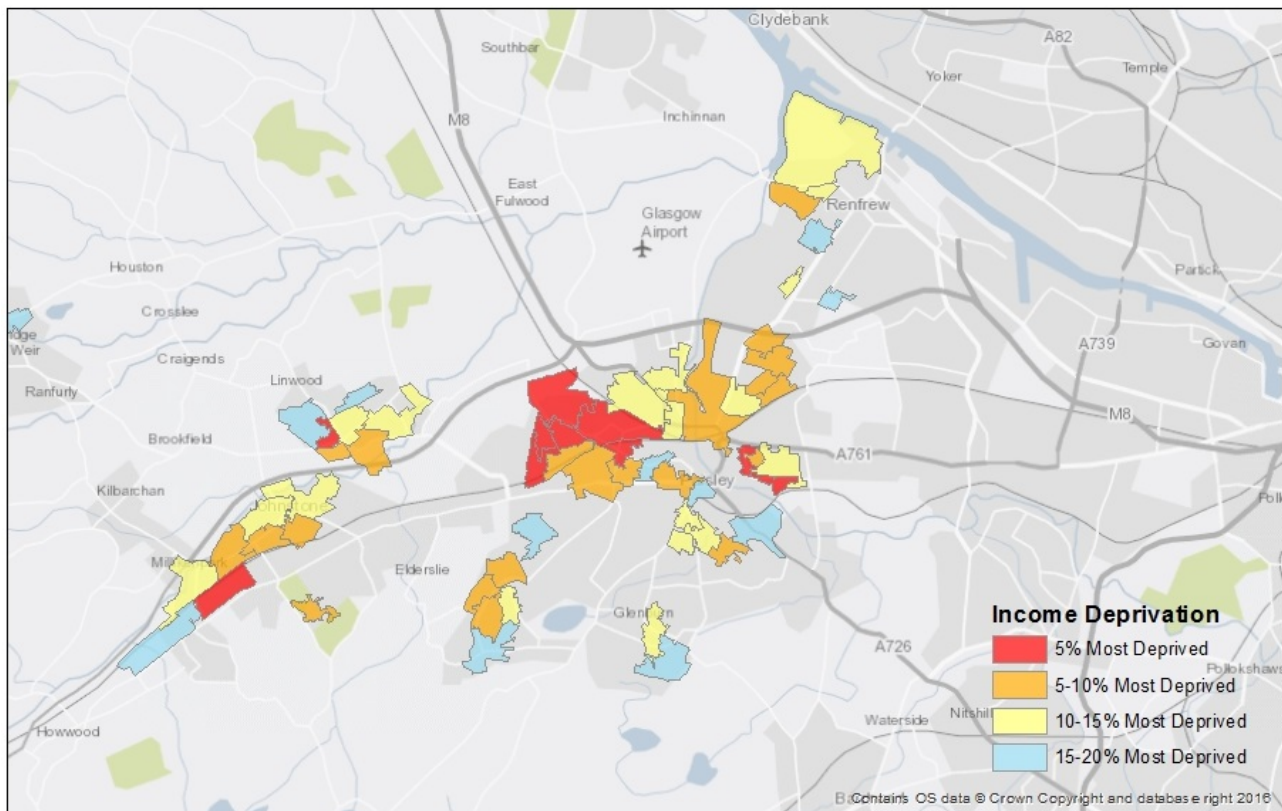 Clydebank
A82
Southbar
Temple
Yoker
M8
Inchinnan
East
Fulwood
Renfrew
Glasgow
Airport
Houston
Partick
Crosslee
Weir
Craigends
A739
Govan
Linwood
Ranfurly
M8
Brookfield
A761
Kilbarchan
Johnstone
Elderslie
Glenburn
A726
Howwood
Waterside
Nitshill
Income Deprivation
5% Most Deprived
5-10% Most Deprived
10-15% Most Deprived
15-20% Most Deprived
Contains OS data © Crown Copyright and database right 2016